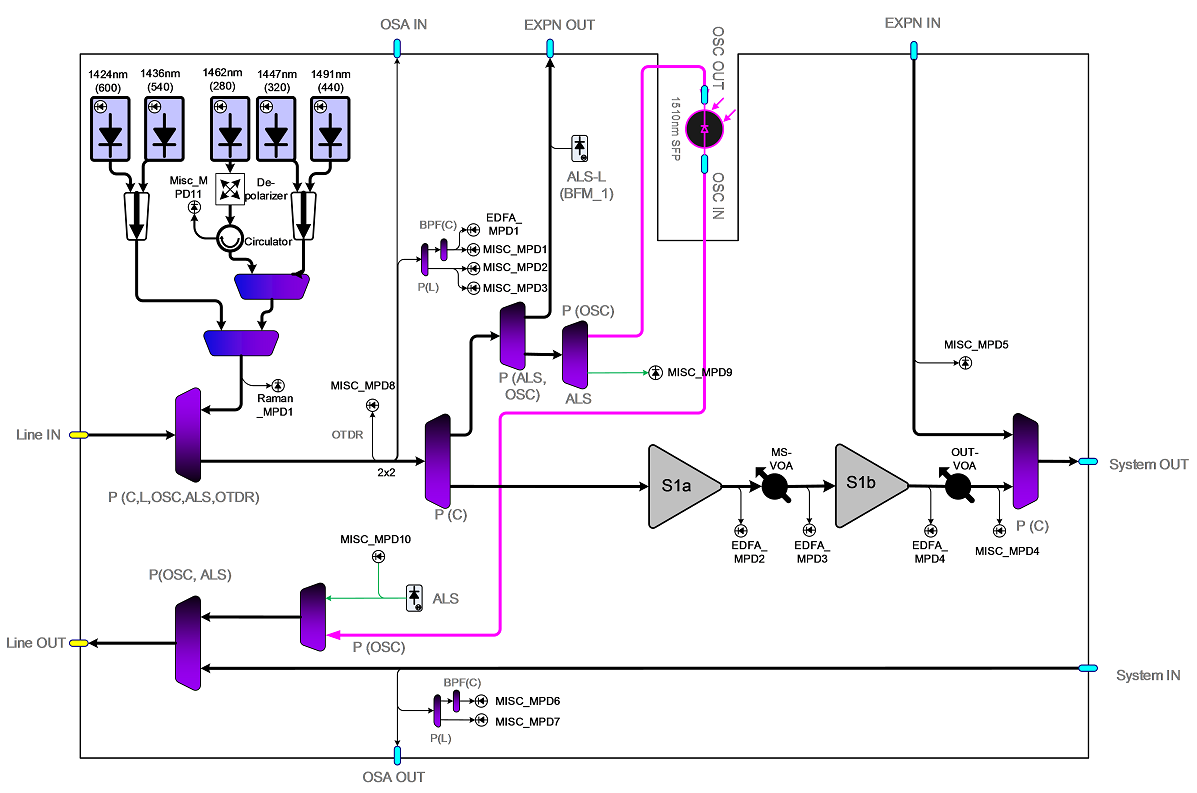 OSA IN
EXPN OUT
EXPN IN
OSC OUT
1510nm SFP
OSC IN
1424nm
(600)
1436nm
(540)
1462nm
(280)
1447nm
(320)
1491nm
(440)
Misc_M
PD11
De-
polarizer
Circulator
ALS-L
(BFM_1)
BPF(C)
EDFA_
MPD1
MISC_MPD1
MISC_MPD2
MISC_MPD3
P(L)
P (OSC)
P (ALS,
OSC)
ALS
MISC_MPD9
MISC_MPD5
MISC_MPD8
Raman
_MPD1
OTDR
2x2
Line IN
P (C,L,OSC,ALS,OTDR)
P (C)
S1a
MS-
VOA
S1b
OUT-
VOA
System OUT
EDFA_
MPD2
EDFA_
MPD3
EDFA_
MPD4
MISC_MPD4
P (C)
MISC_MPD10
P(OSC, ALS)
ALS
Line OUT
P (OSC)
System IN
BPF(C)
MISC_MPD6
MISC_MPD7
P(L)
OSA OUT